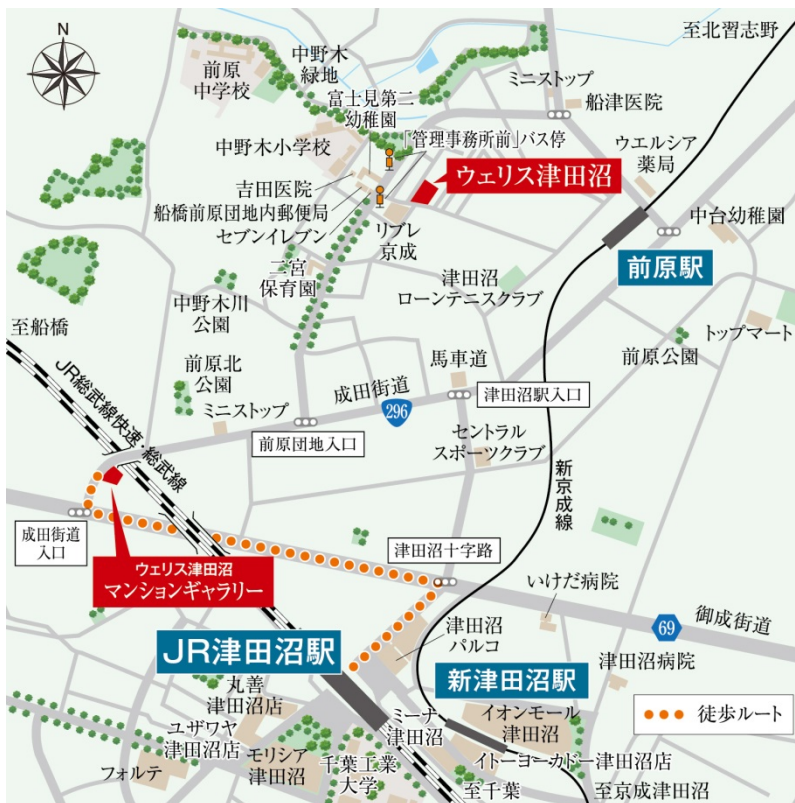 N
至北習志野
前原
中学校
中野木
緑地
ミニストップ
船津医院
富士見第二
幼稚園
中野木小学校
「管理事務所前」バス停
ウエルシア
薬局
吉田医院
船橋前原団地内郵便局
セブンイレブン
ウェリス津田沼
リブレ
京成
中台幼稚園
前原駅
二宮
保育園
津田沼
ローンテニスクラブ
中野木川
公園
至船橋
トップマート
前原公園
前原北
公園
馬車道
JR総武線快速・総武線
成田街道
296
津田沼駅入口
ミニストップ
前原団地入口
セントラル
スポーツクラブ
新京成線
成田街道
入口
津田沼十字路
ウェリス津田沼
マンションギャラリー
いけだ病院
御成街道
69
津田沼
パルコ
JR津田沼駅
新津田沼駅
津田沼病院
丸善
津田沼店
ミーナ
津田沼
イオンモール
津田沼
徒歩ルート
ユザワヤ
津田沼店
モリシア
津田沼
フォルテ
千葉工業
大学
イトーヨーカドー津田沼店
至千葉
至京成津田沼